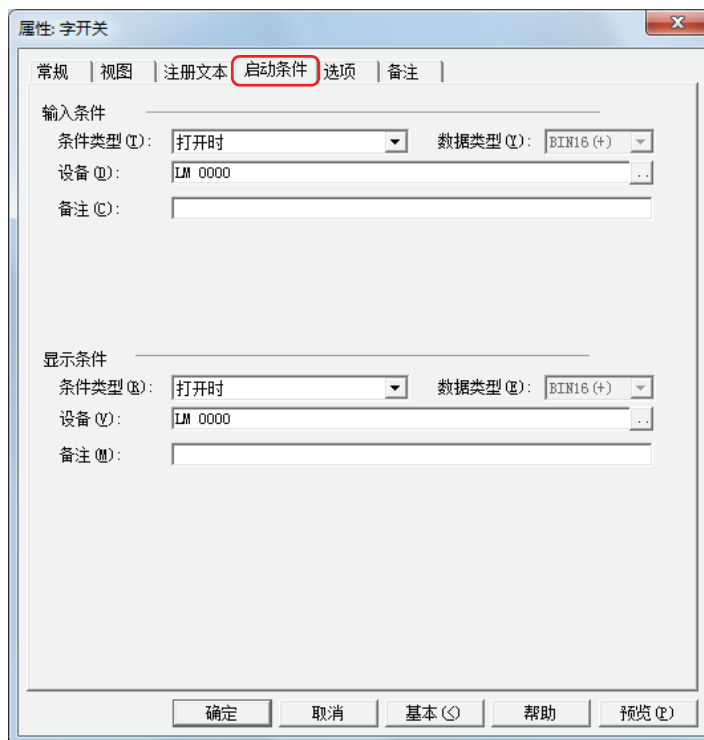 属性: 字开关
X
常规 视图 注册文本 启动条件 选项 备注
输入条件
条件类型(T): 打开时 数据类型(Y): BIN16(+)
设备(D): LM 0000 ..
备注(C):
显示条件
条件类型(R): 打开时 数据类型(E): BIN16(+)
设备(V): LM 0000 ..
备注(M):
确定 取消 基本(<) 帮助 预览(P)